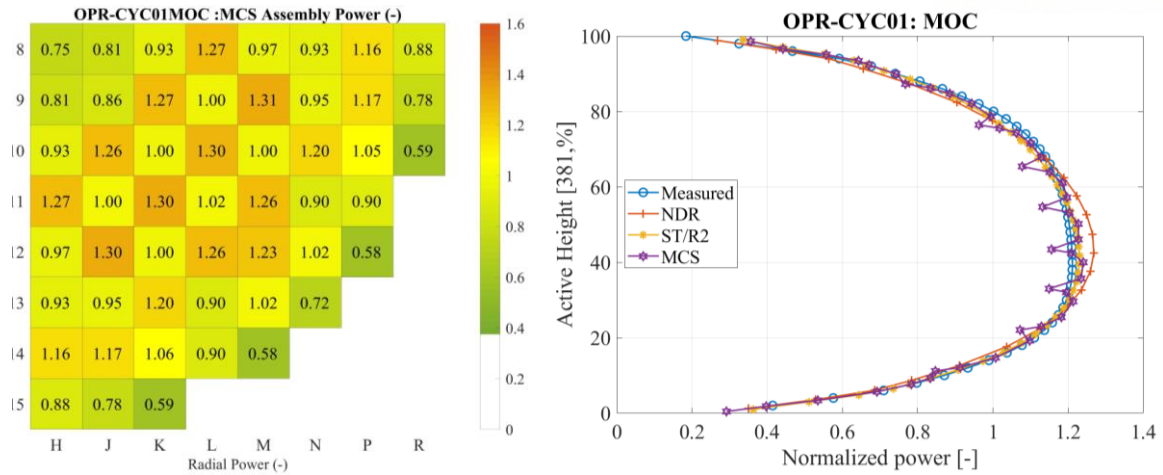 OPR-CYC01MOC :MCS Assembly Power (-)
8 0.75 0.81 0.93 1.27 0.97 0.93 1.16 0.88
9 0.81 0.86 1.27 1.00 1.31 0.95 1.17 0.78
10 0.93 1.26 1.00 1.30 1.00 1.20 1.05 0.59
11 1.27 1.00 1.30 1.02 1.26 0.90 0.90
12 0.97 1.30 1.00 1.26 1.23 1.02 0.58
13 0.93 0.95 1.20 0.90 1.02 0.72
14 1.16 1.17 1.06 0.90 0.58
15 0.88 0.78 0.59
H J K L M N P R
Radial Power (-)
1.6
1.4
1.2
1
0.8
0.6
0.4
0.2
0
OPR-CYC01: MOC
Active Height [381,%]
100
80
60
40
20
0
Measured
NDR
ST/R2
MCS
0 0.2 0.4 0.6 0.8 1 1.2 1.4
Normalized power [-]